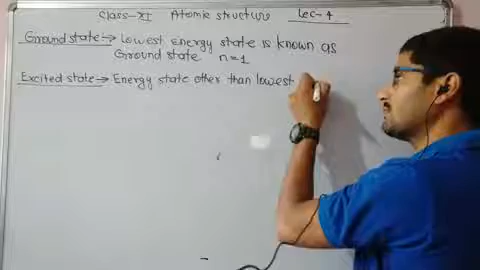 Class-XI Atomic structure Lec-4
Ground state → Lowest Energy state is known as
Ground state n=1
Excited state → Energy state other than lowest